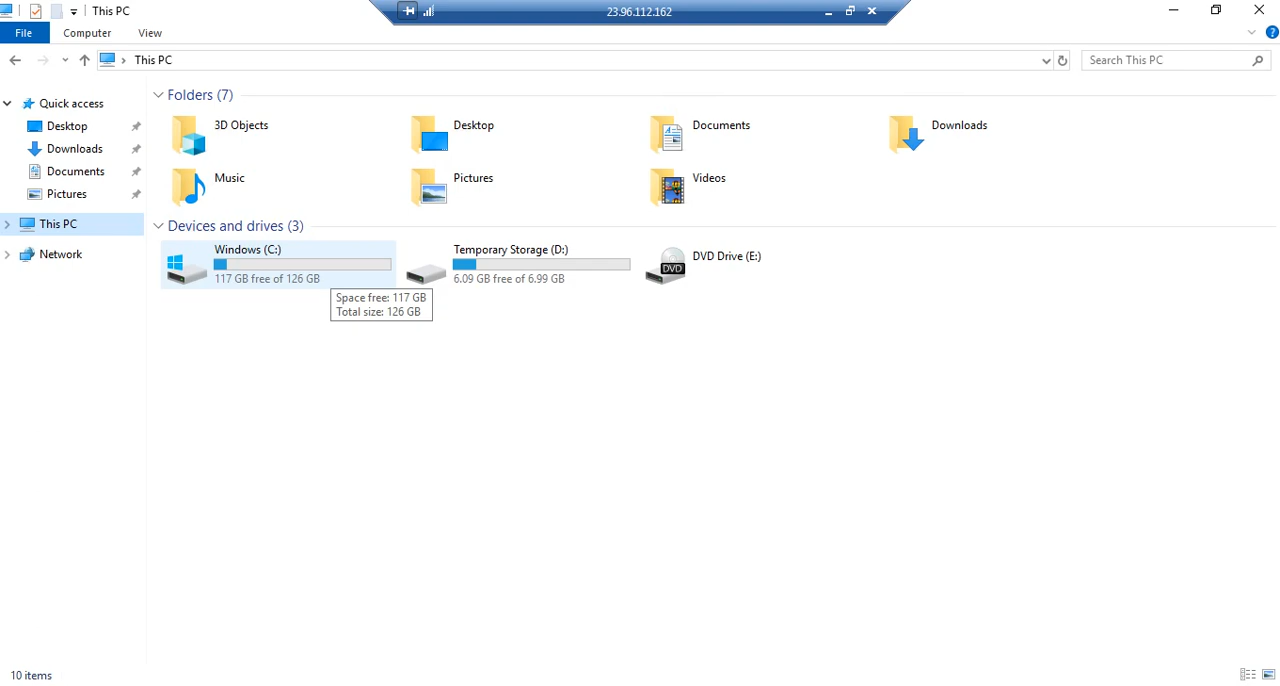 This PC
23.96.112.162
File
Computer
View
This PC
Search This PC
Quick access
Desktop
Downloads
Documents
Pictures
This PC
Network
Folders (7)
3D Objects
Desktop
Documents
Downloads
Music
Pictures
Videos
Devices and drives (3)
Windows (C:)
117 GB free of 126 GB
Temporary Storage (D:)
6.09 GB free of 6.99 GB
DVD
DVD Drive (E:)
Space free: 117 GB
Total size: 126 GB
10 items